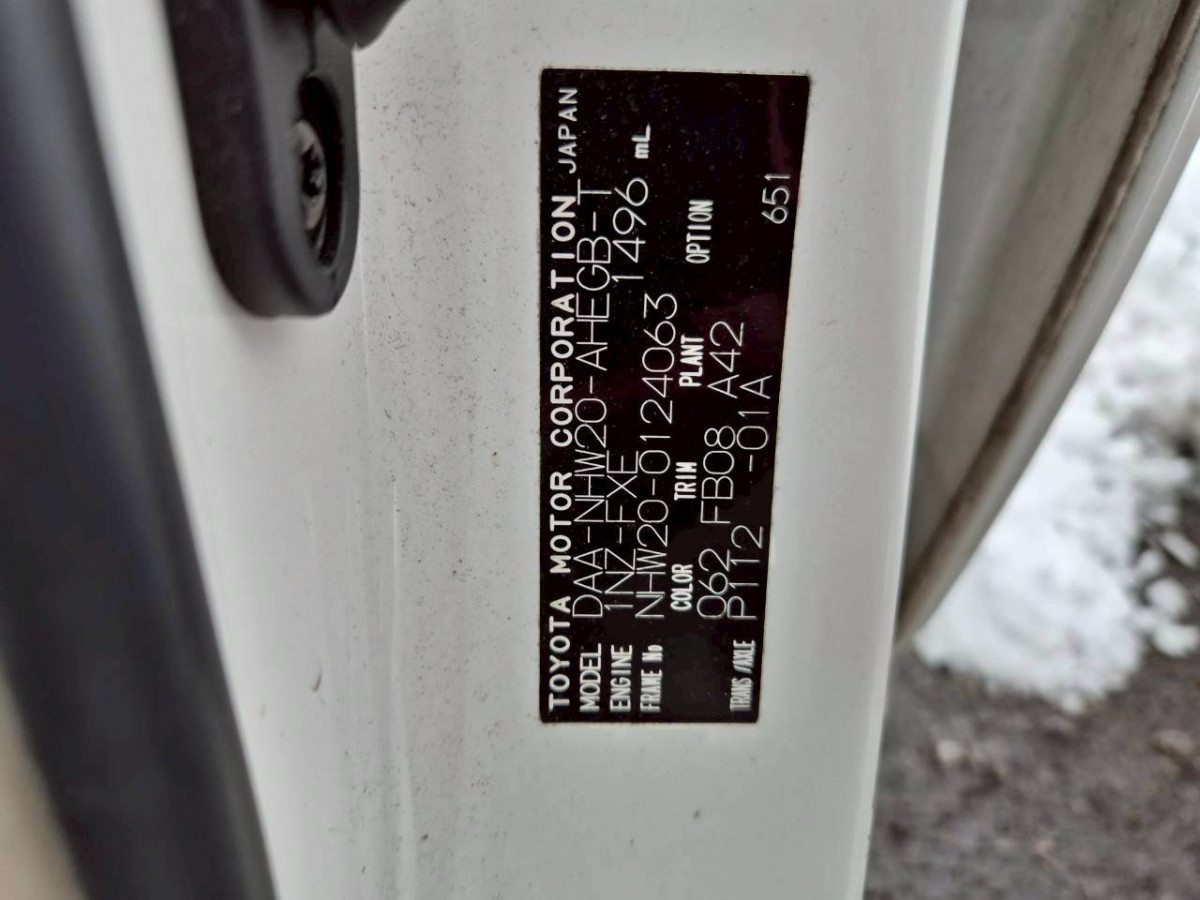 TOYOTA MOTOR CORPORATION JAPAN
MODEL DAA-NHW20-AHEGB-T
ENGINE 1NZ-FXE 1496 mL
FRAME No NHW20-0124063
COLOR TRIM PLANT OPTION
062 FB08 A42
TRANS/AXLE P112 -01A 651